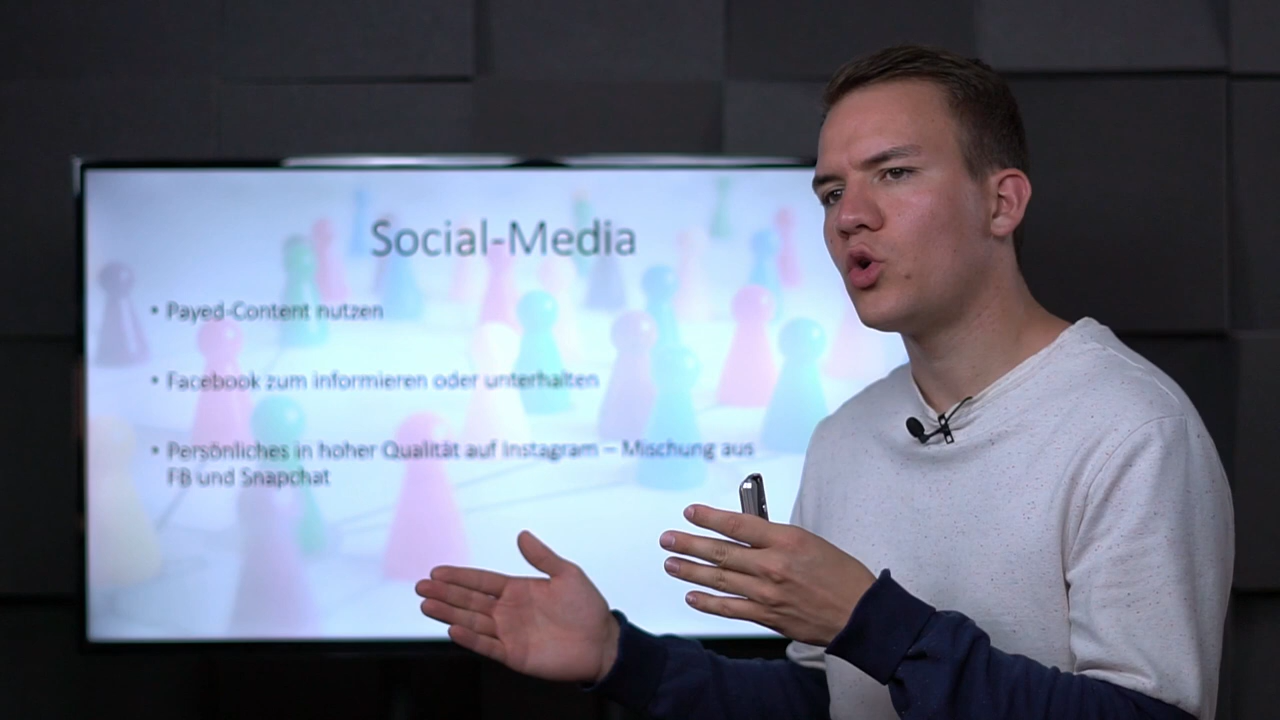 Social-Media
• Payed-Content nutzen
• Facebook zum informieren oder unterhalten
• Persönliches in hoher Qualität auf Instagram – Mischung aus
FB und Snapchat